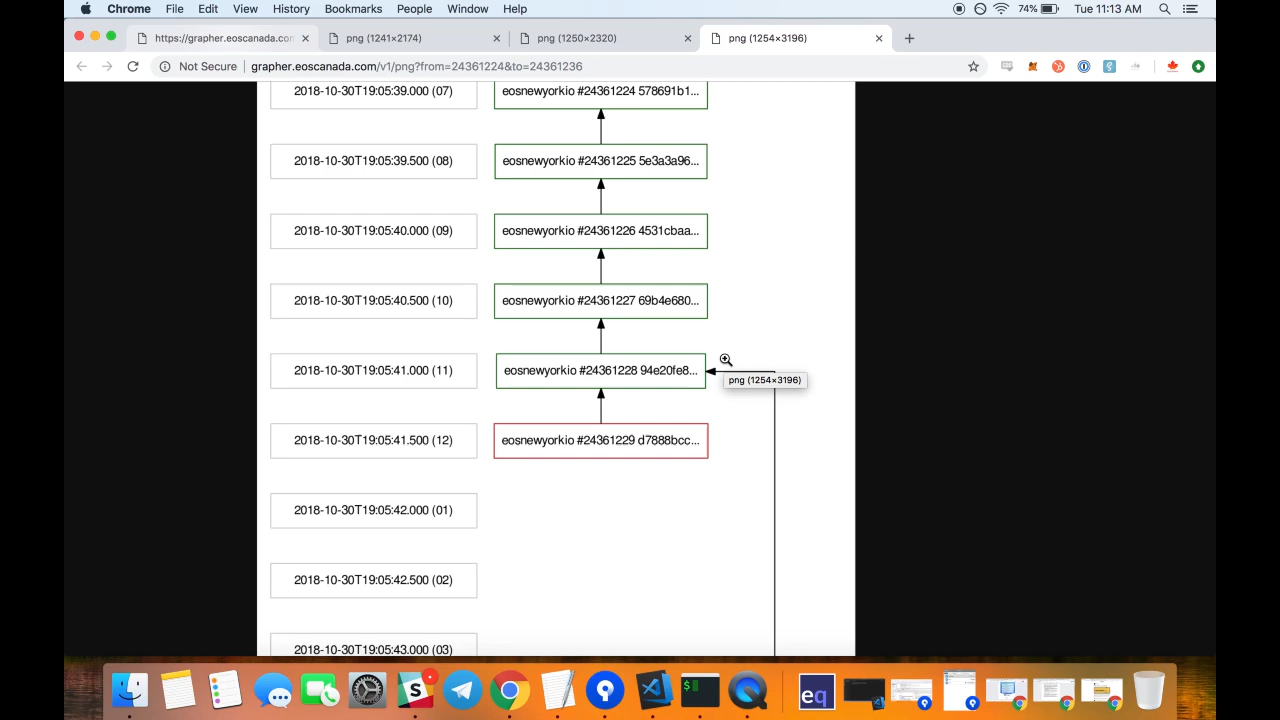 Chrome File Edit View History Bookmarks People Window Help 74% Tue 11:13 AM
https://grapher.eoscanada.con png (1241×2174) png (1250×2320) png (1254×3196)
Not Secure grapher.eoscanada.com/v1/png?from=24361224&to=24361236
2018-10-30T19:05:39.000 (07) eosnewyorkio #24361224 578691b1...
2018-10-30T19:05:39.500 (08) eosnewyorkio #24361225 5e3a3a96...
2018-10-30T19:05:40.000 (09) eosnewyorkio #24361226 4531cbaa...
2018-10-30T19:05:40.500 (10) eosnewyorkio #24361227 69b4e680...
2018-10-30T19:05:41.000 (11) eosnewyorkio #24361228 94e20fe8...
png (1254×3196)
2018-10-30T19:05:41.500 (12) eosnewyorkio #24361229 d7888bcc...
2018-10-30T19:05:42.000 (01)
2018-10-30T19:05:42.500 (02)
2018-10-30T19:05:43.000 (03)
eq